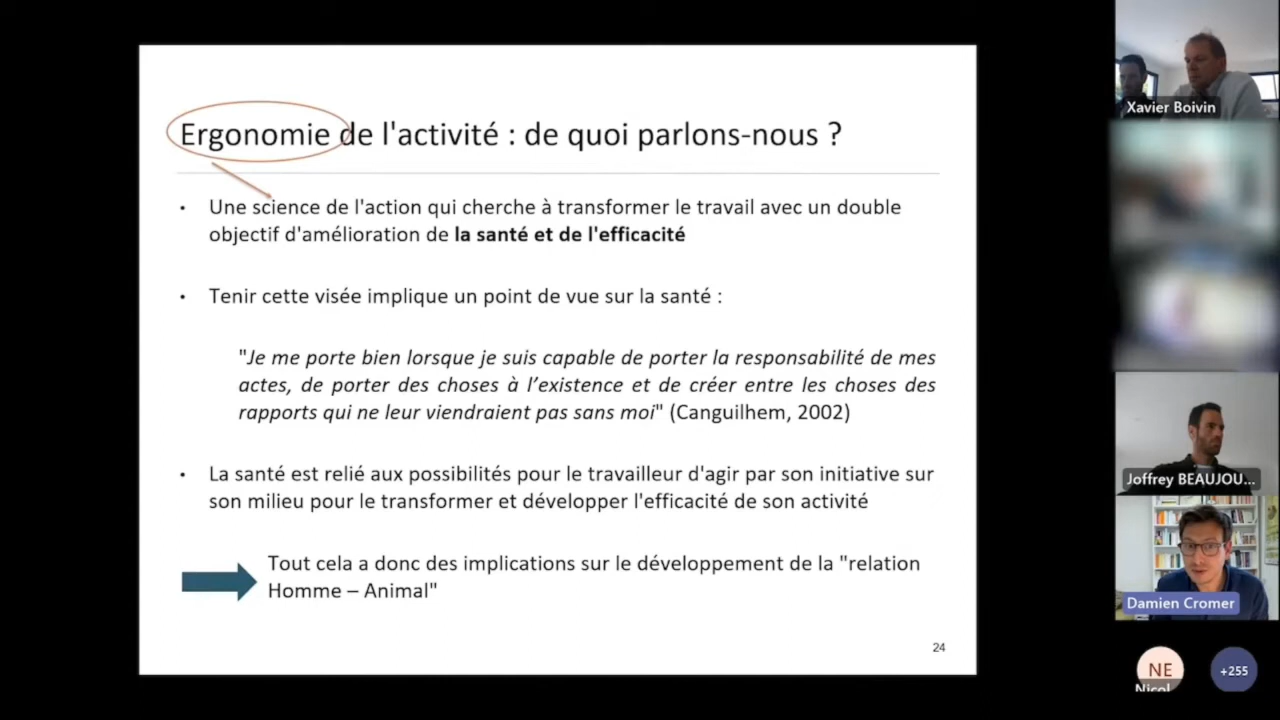 Ergonomie de l'activité : de quoi parlons-nous ?
• Une science de l'action qui cherche à transformer le travail avec un double
objectif d'amélioration de la santé et de l'efficacité
• Tenir cette visée implique un point de vue sur la santé :
"Je me porte bien lorsque je suis capable de porter la responsabilité de mes
actes, de porter des choses à l’existence et de créer entre les choses des
rapports qui ne leur viendraient pas sans moi" (Canguilhem, 2002)
• La santé est relié aux possibilités pour le travailleur d'agir par son initiative sur
son milieu pour le transformer et développer l'efficacité de son activité
Tout cela a donc des implications sur le développement de la "relation
Homme – Animal"
24
Xavier Boivin
Joffrey BEAUJOU...
Damien Cromer
NE
+255
Nicol